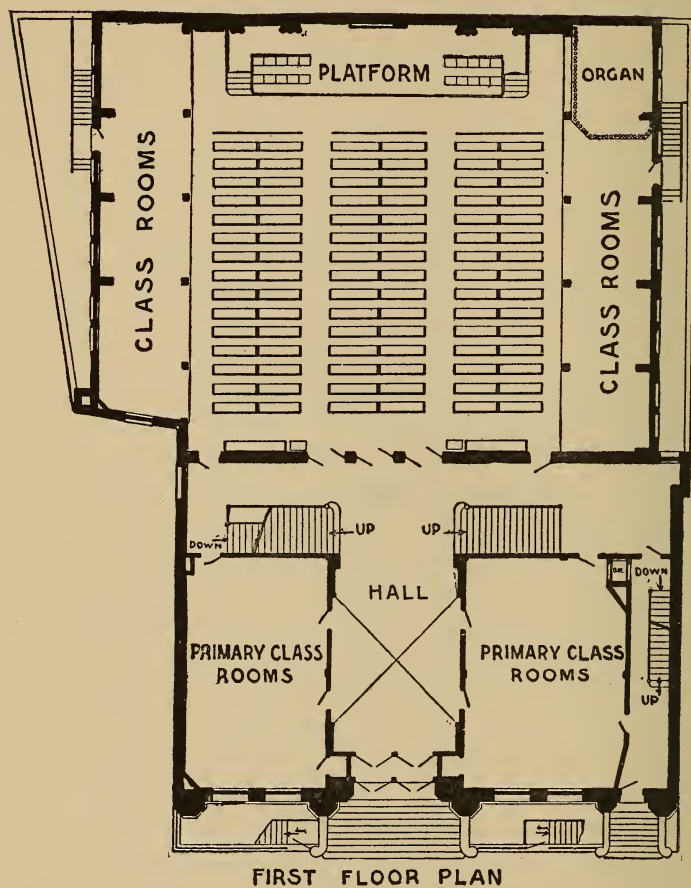 PLATFORM
ORGAN
CLASS ROOMS
CLASS ROOMS
UP
UP
DOWN
HALL
DOWN
PRIMARY CLASS
ROOMS
PRIMARY CLASS
ROOMS
UP
FIRST FLOOR PLAN